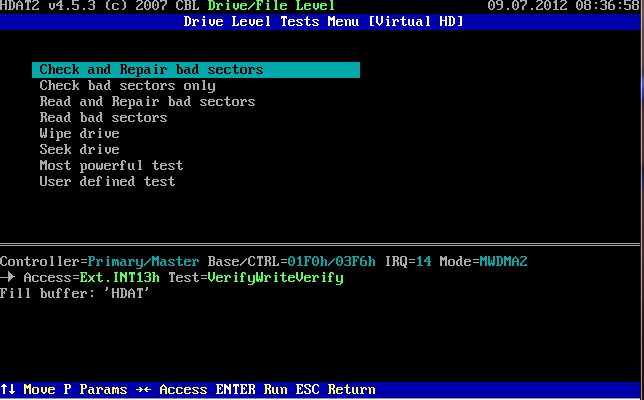 HDAT2 v4.5.3 (c) 2007 CBL Drive/File Level 09.07.2012 08:36:58
Drive Level Tests Menu [Virtual HD]
Check and Repair bad sectors
Check bad sectors only
Read and Repair bad sectors
Read bad sectors
Wipe drive
Seek drive
Most powerful test
User defined test
Controller=Primary/Master Base/CTRL=01F0h/03F6h IRQ=14 Mode=MWDMA2
→ Access=Ext.INT13h Test=VerifyWriteVerify
Fill buffer: 'HDAT'
↑↓ Move P Params →← Access ENTER Run ESC Return